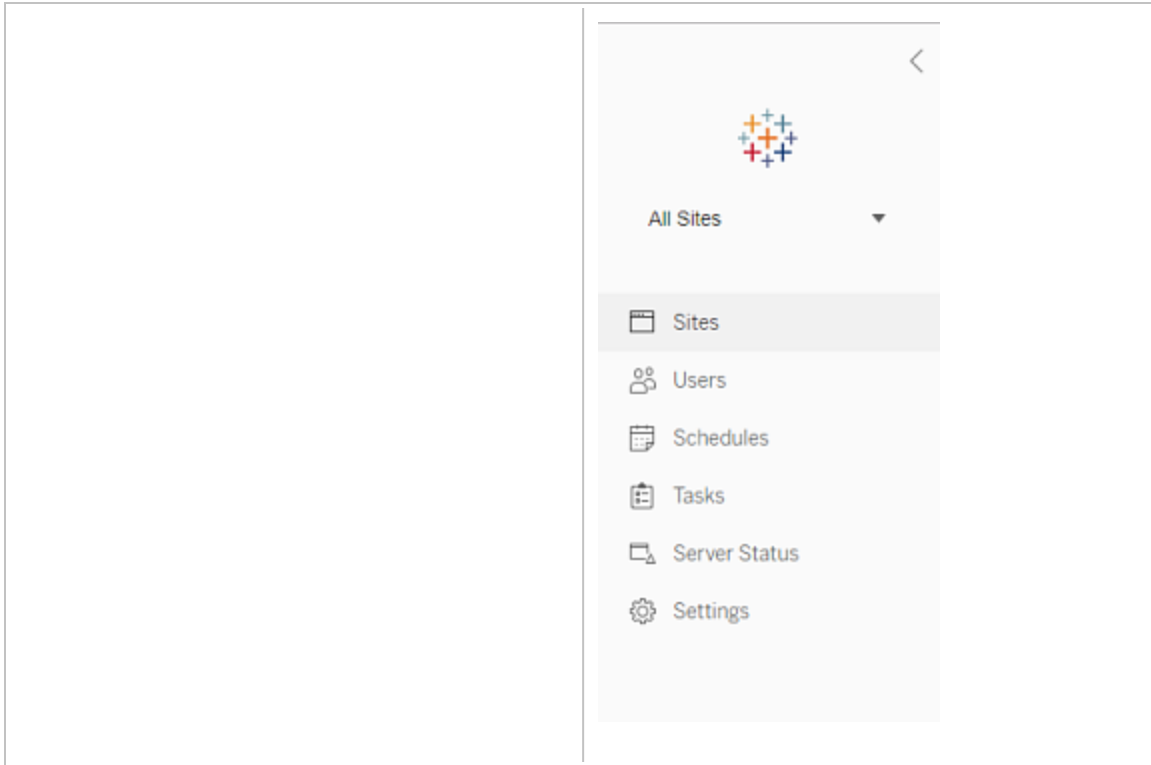 All Sites
Sites
Users
Schedules
Tasks
Server Status
Settings